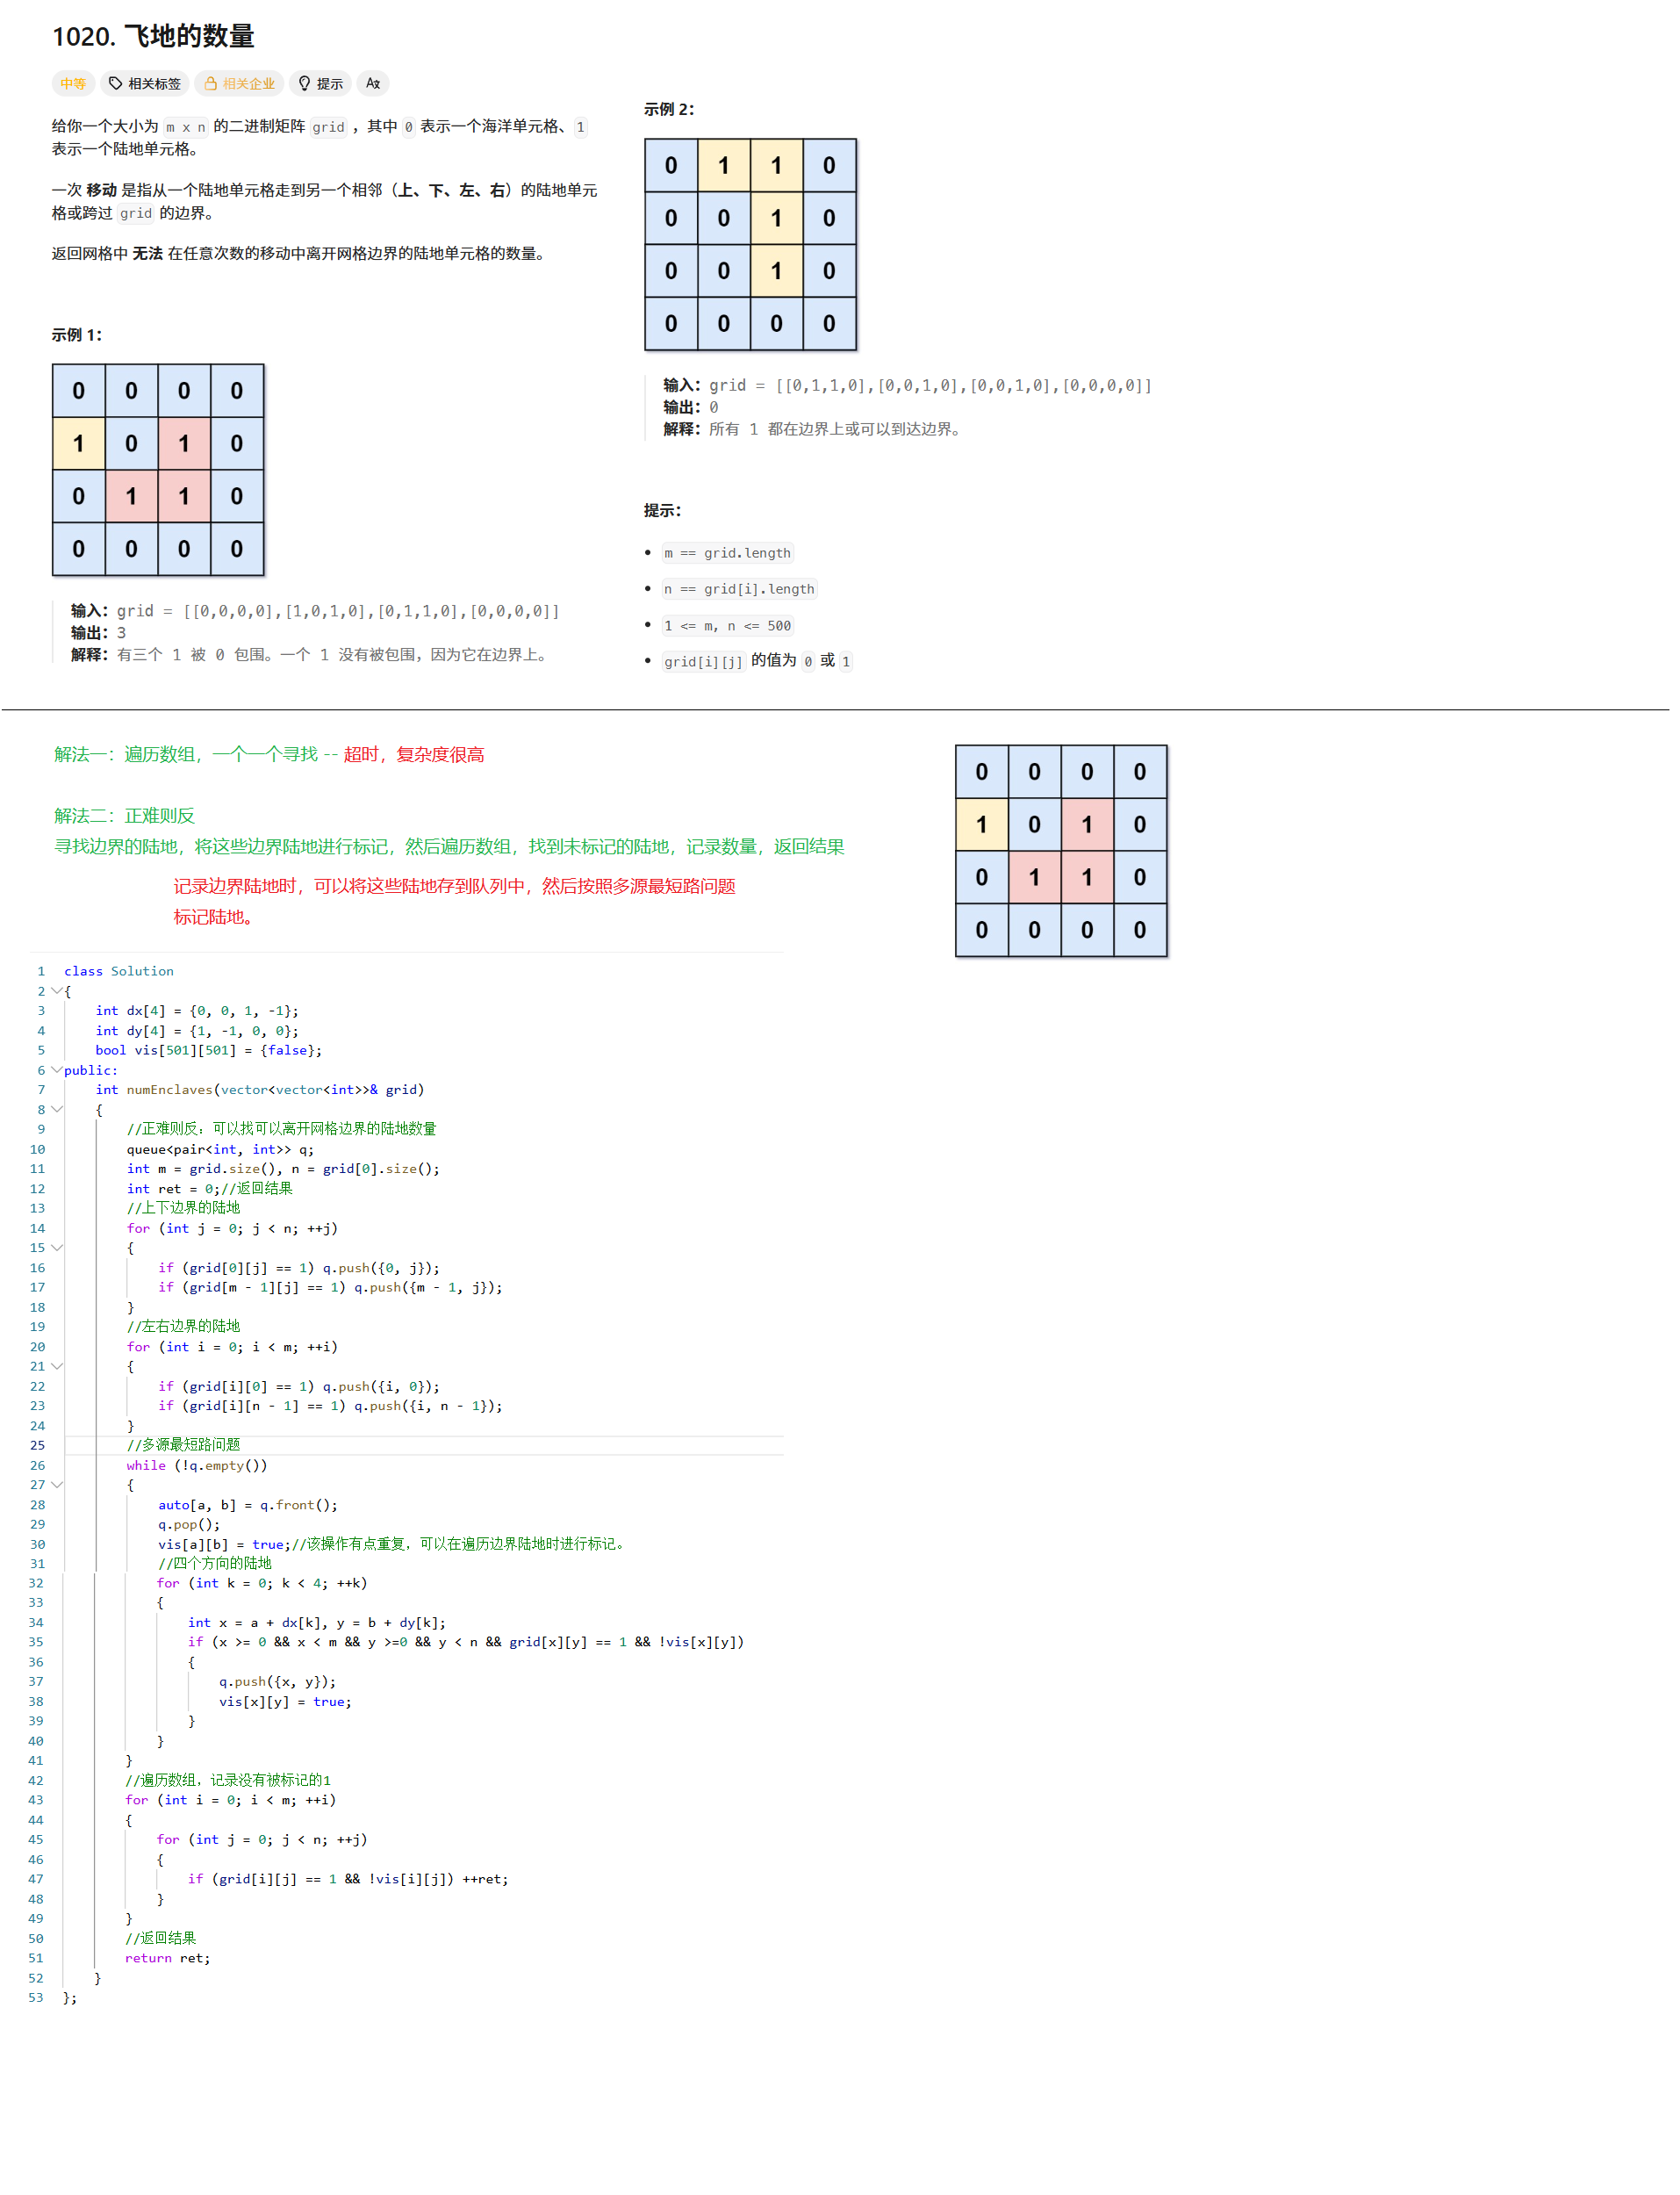 1020. 飞地的数量
中等 相关标签 相关企业 提示
给你一个大小为 m x n 的二进制矩阵 grid ，其中 0 表示一个海洋单元格、1
表示一个陆地单元格。
一次 移动 是指从一个陆地单元格走到另一个相邻（上、下、左、右）的陆地单元
格或跨过 grid 的边界。
返回网格中 无法 在任意次数的移动中离开网格边界的陆地单元格的数量。
示例 1：
0 0 0 0
1 0 1 0
0 1 1 0
0 0 0 0
输入：grid = [[0,0,0,0],[1,0,1,0],[0,1,1,0],[0,0,0,0]]
输出：3
解释：有三个 1 被 0 包围。一个 1 没有被包围，因为它在边界上。
示例 2：
0 1 1 0
0 0 1 0
0 0 1 0
0 0 0 0
输入：grid = [[0,1,1,0],[0,0,1,0],[0,0,1,0],[0,0,0,0]]
输出：0
解释：所有 1 都在边界上或可以到达边界。
提示：
• m == grid.length
• n == grid[i].length
• 1 <= m, n <= 500
• grid[i][j] 的值为 0 或 1
解法一：遍历数组，一个一个寻找 -- 超时，复杂度很高
解法二：正难则反
寻找边界的陆地，将这些边界陆地进行标记，然后遍历数组，找到未标记的陆地，记录数量，返回结果
记录边界陆地时，可以将这些陆地存到队列中，然后按照多源最短路问题
标记陆地。
0 0 0 0
1 0 1 0
0 1 1 0
0 0 0 0
1 class Solution
2 {
3     int dx[4] = {0, 0, 1, -1};
4     int dy[4] = {1, -1, 0, 0};
5     bool vis[501][501] = {false};
6 public:
7     int numEnclaves(vector<vector<int>>& grid)
8     {
9         //正难则反：可以找可以离开网格边界的陆地数量
10         queue<pair<int, int>> q;
11         int m = grid.size(), n = grid[0].size();
12         int ret = 0;//返回结果
13         //上下边界的陆地
14         for (int j = 0; j < n; ++j)
15         {
16             if (grid[0][j] == 1) q.push({0, j});
17             if (grid[m - 1][j] == 1) q.push({m - 1, j});
18         }
19         //左右边界的陆地
20         for (int i = 0; i < m; ++i)
21         {
22             if (grid[i][0] == 1) q.push({i, 0});
23             if (grid[i][n - 1] == 1) q.push({i, n - 1});
24         }
25         //多源最短路问题
26         while (!q.empty())
27         {
28             auto[a, b] = q.front();
29             q.pop();
30             vis[a][b] = true;//该操作有点重复，可以在遍历边界陆地时进行标记。
31             //四个方向的陆地
32             for (int k = 0; k < 4; ++k)
33             {
34                 int x = a + dx[k], y = b + dy[k];
35                 if (x >= 0 && x < m && y >=0 && y < n && grid[x][y] == 1 && !vis[x][y])
36                 {
37                     q.push({x, y});
38                     vis[x][y] = true;
39                 }
40             }
41         }
42         //遍历数组，记录没有被标记的1
43         for (int i = 0; i < m; ++i)
44         {
45             for (int j = 0; j < n; ++j)
46             {
47                 if (grid[i][j] == 1 && !vis[i][j]) ++ret;
48             }
49         }
50         //返回结果
51         return ret;
52     }
53 };